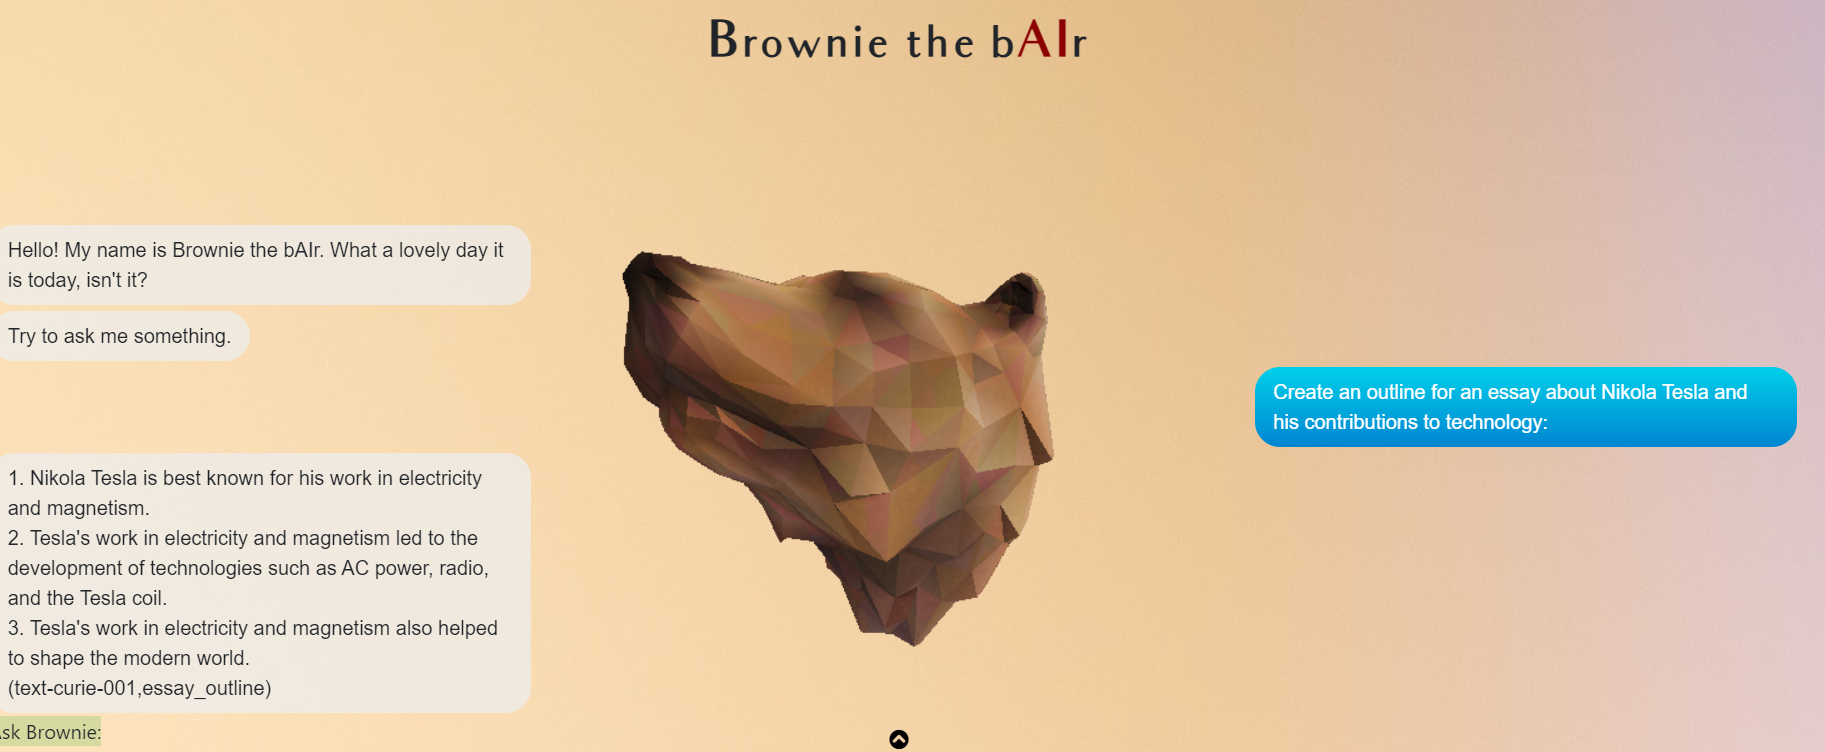 Brownie the bAIr
Hello! My name is Brownie the bAIr. What a lovely day it
is today, isn't it?
Try to ask me something.
Create an outline for an essay about Nikola Tesla and
his contributions to technology:
1. Nikola Tesla is best known for his work in electricity
and magnetism.
2. Tesla's work in electricity and magnetism led to the
development of technologies such as AC power, radio,
and the Tesla coil.
3. Tesla's work in electricity and magnetism also helped
to shape the modern world.
(text-curie-001,essay_outline)
sk Brownie: